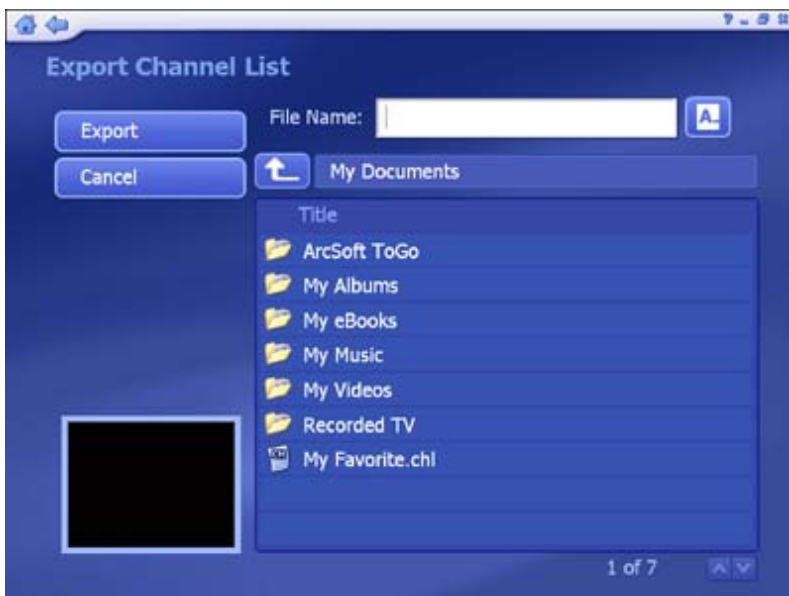 Export Channel List
File Name:
A
Export
Cancel
My Documents
Title
ArcSoft ToGo
My Albums
My eBooks
My Music
My Videos
Recorded TV
My Favorite.chl
1 of 7